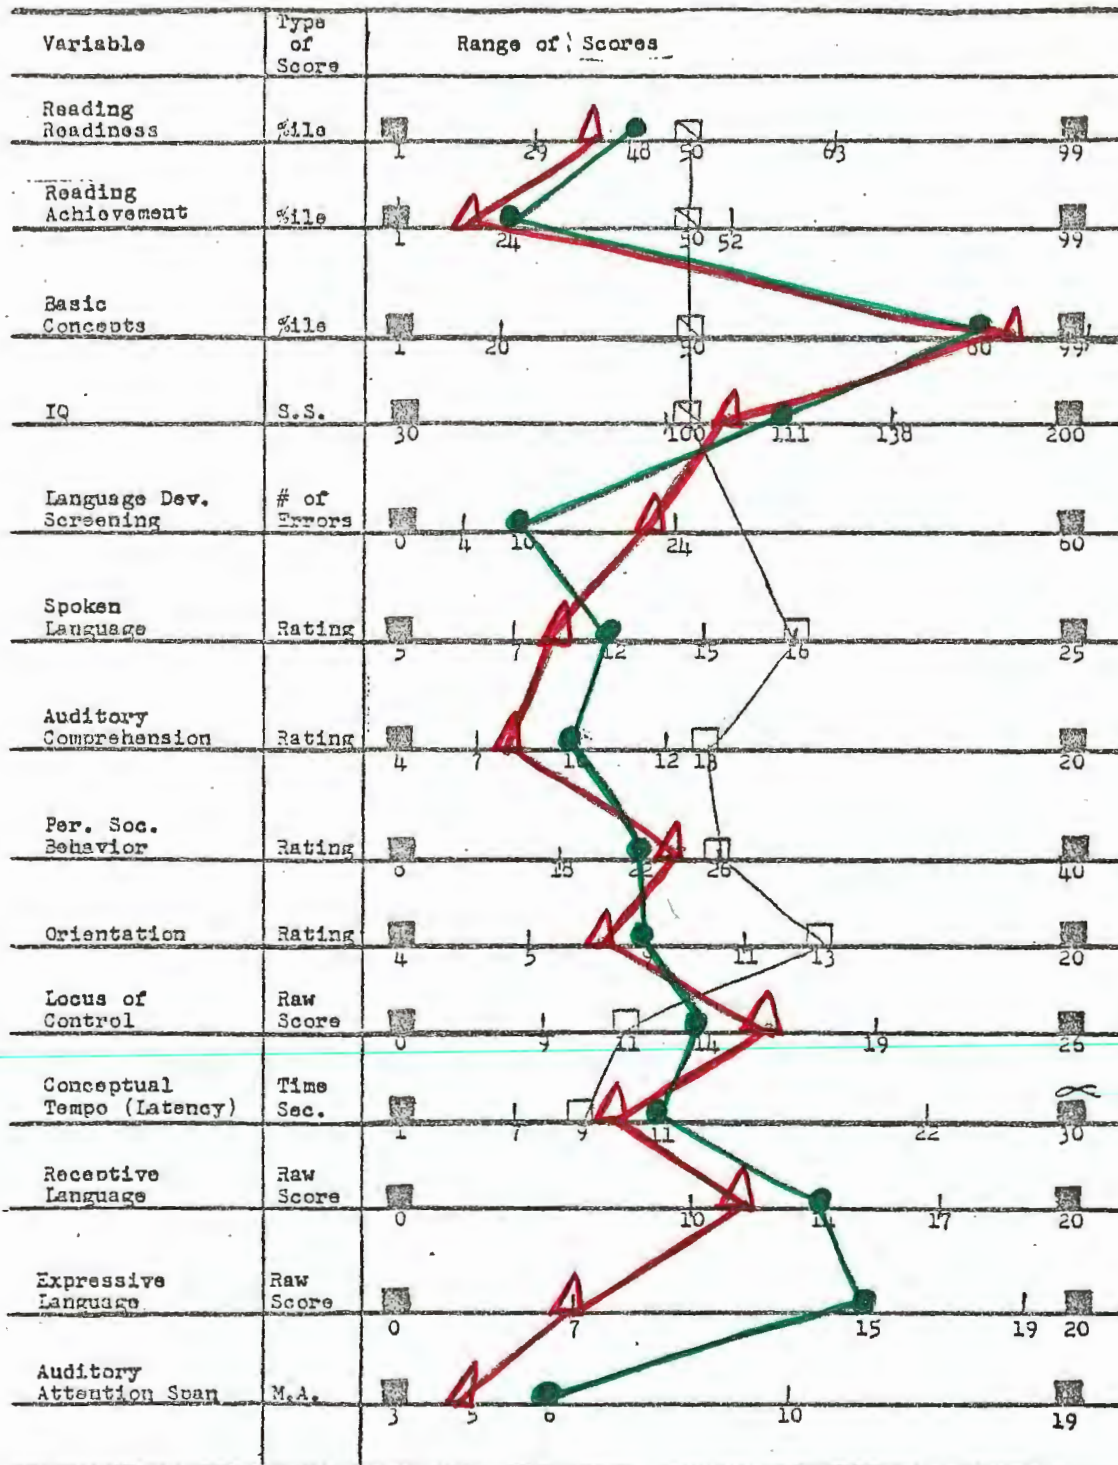 Variable
Type
of
Score
Range of Scores
Reading
Readiness
%ile
1 29 48 50 63 99
Reading
Achievement
%ile
1 24 50 52 99
Basic
Concepts
%ile
1 20 50 80 99
IQ
S.S.
30 100 111 138 200
Language Dev.
Screening
# of
Errors
0 4 10 24 60
Spoken
Language
Rating
5 7 12 15 16 25
Auditory
Comprehension
Rating
4 7 10 12 13 20
Per. Soc.
Behavior
Rating
22 26 40
Orientation
Rating
4 5 9 11 13 20
Locus of
Control
Raw
Score
0 9 11 14 19 25
Conceptual
Tempo (Latency)
Time
Sec.
1 7 9 11 22 30
Receptive
Language
Raw
Score
0 10 14 17 20
Expressive
Language
Raw
Score
0 7 15 19 20
Auditory
Attention Span
M.A.
3 5 6 10 19